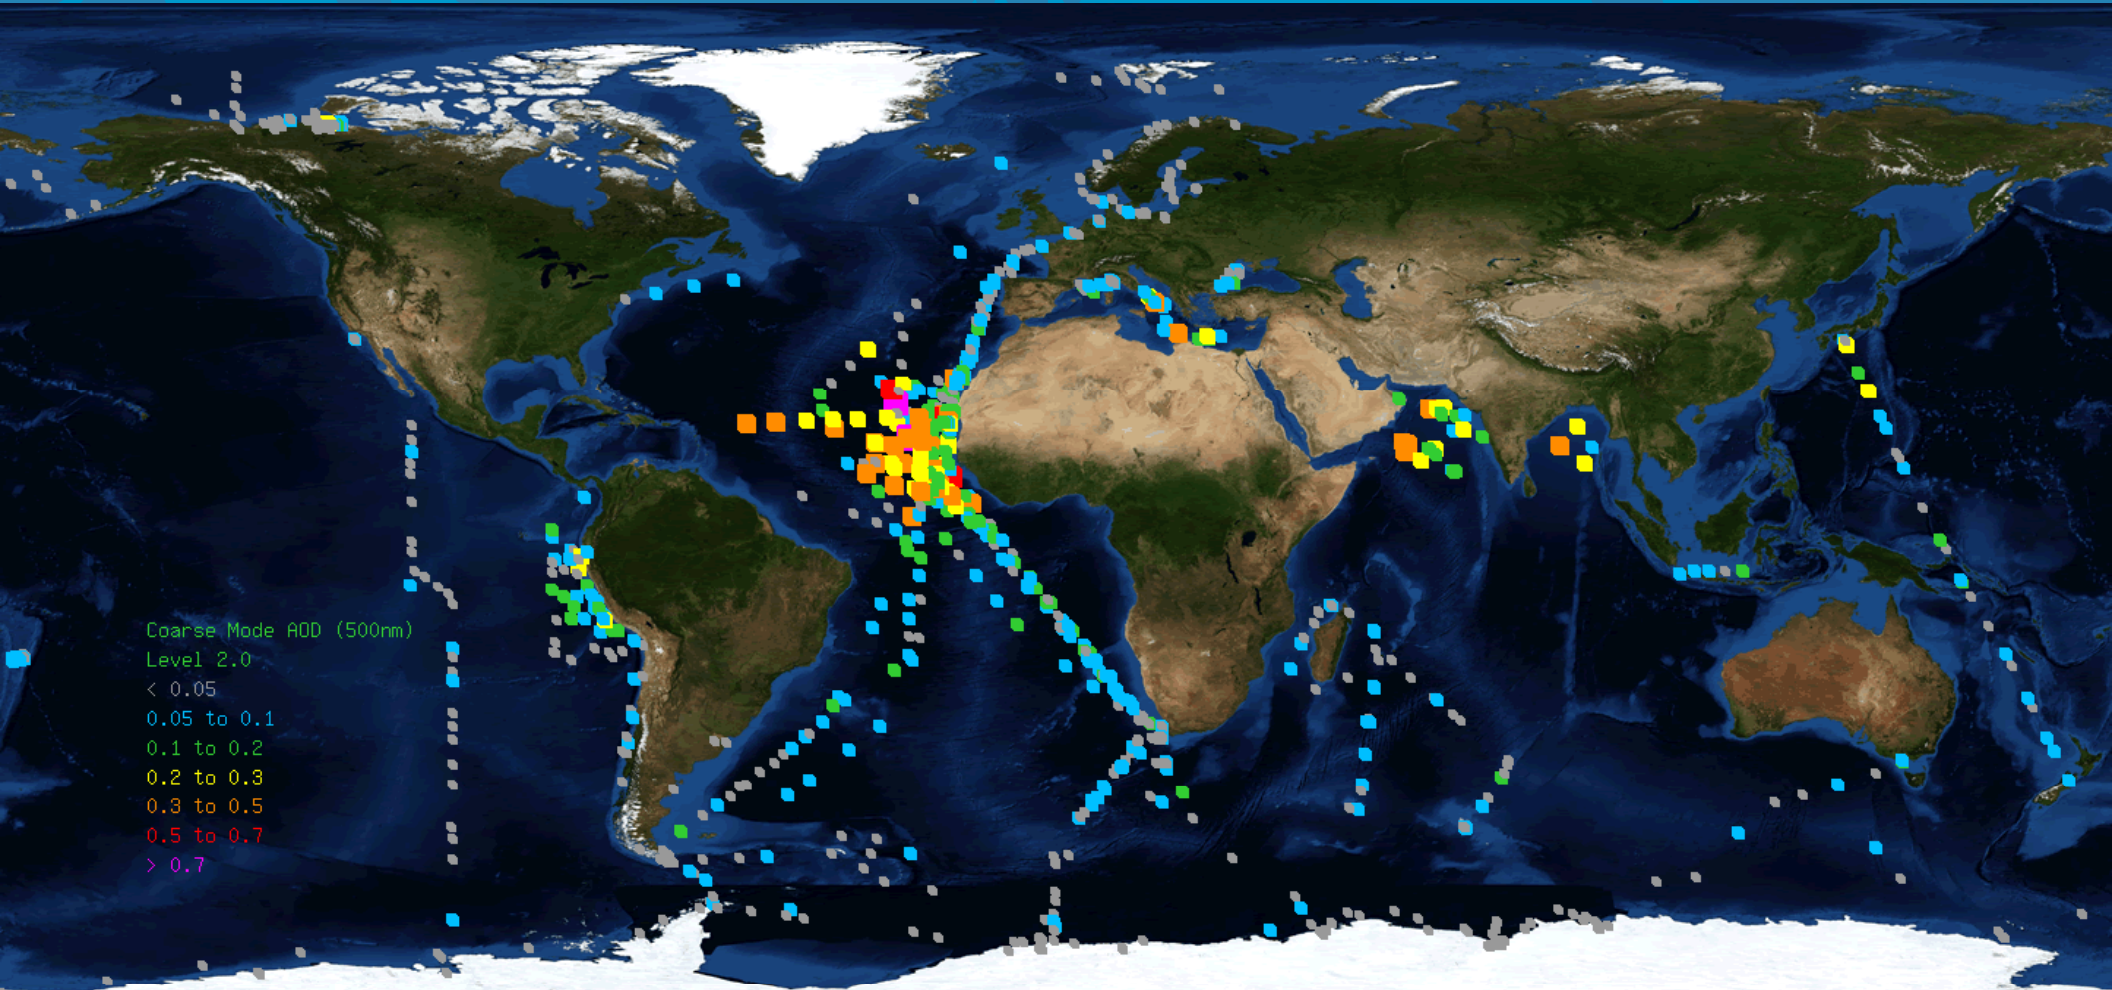 Coarse Mode AOD (500nm)
Level 2.0
< 0.05
0.05 to 0.1
0.1 to 0.2
0.2 to 0.3
0.3 to 0.5
0.5 to 0.7
> 0.7